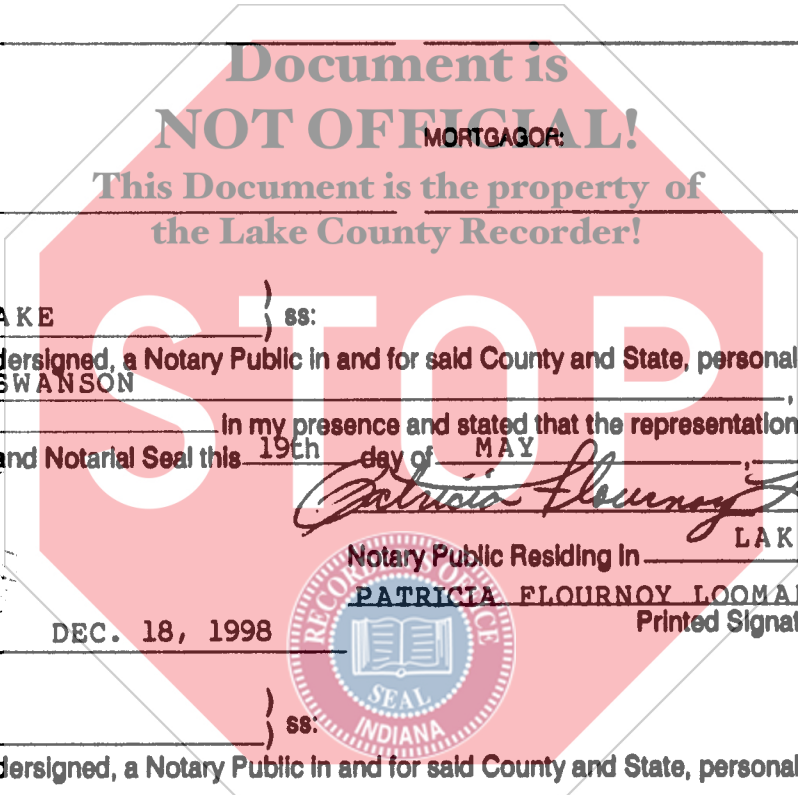 Document is
NOT OFFICIAL!
MORTGAGOR:
This Document is the property of
the Lake County Recorder!
STOP
AKE ) ss:
dersigned, a Notary Public in and for said County and State, personal
SWANSON ,
in my presence and stated that the representation
and Notarial Seal this 19th day of MAY ,
Patricia Flournoy L
LAK
Notary Public Residing in
PATRICIA FLOURNOY LOOMA
Printed Signat
DEC. 18, 1998
RECORDER'S OFFICE
SEAL
INDIANA
) ss:
dersigned, a Notary Public in and for said County and State, personal